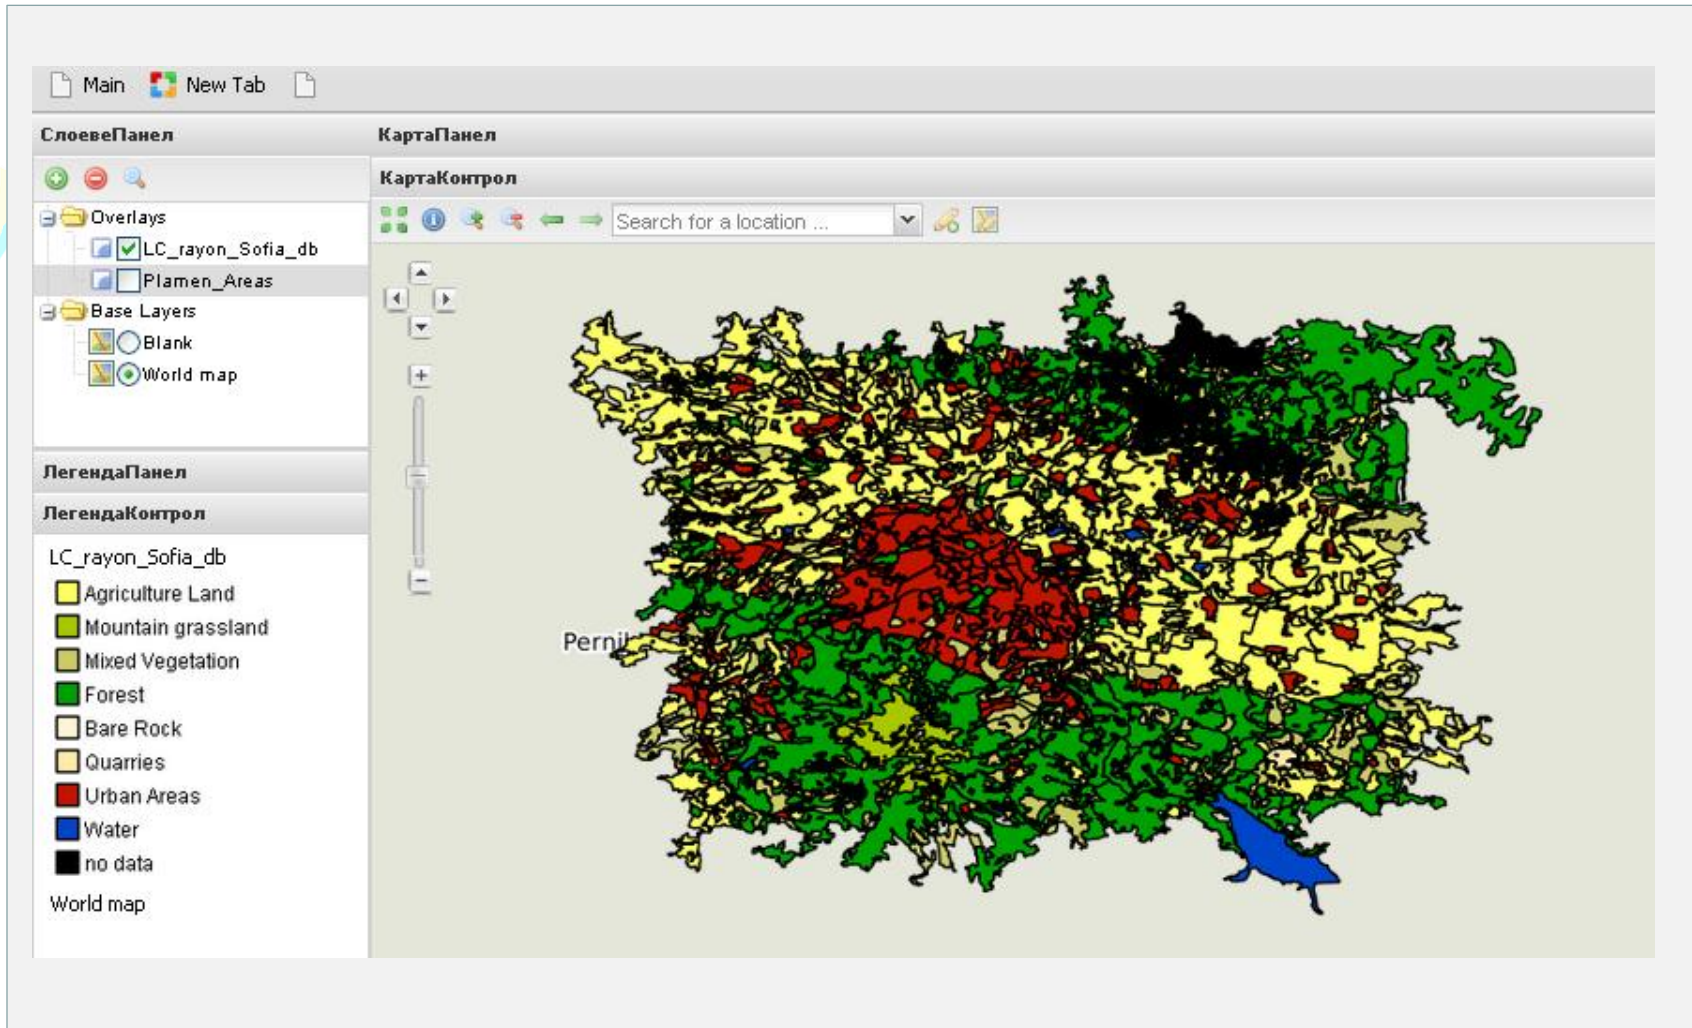 Main New Tab
СлоевеПанел
КартаПанел
КартаКонтрол
Overlays
LC_rayon_Sofia_db
Plamen_Areas
Base Layers
Blank
World map
Search for a location ...
ЛегендаПанел
ЛегендаКонтрол
LC_rayon_Sofia_db
Agriculture Land
Mountain grassland
Mixed Vegetation
Forest
Bare Rock
Quarries
Urban Areas
Water
no data
World map